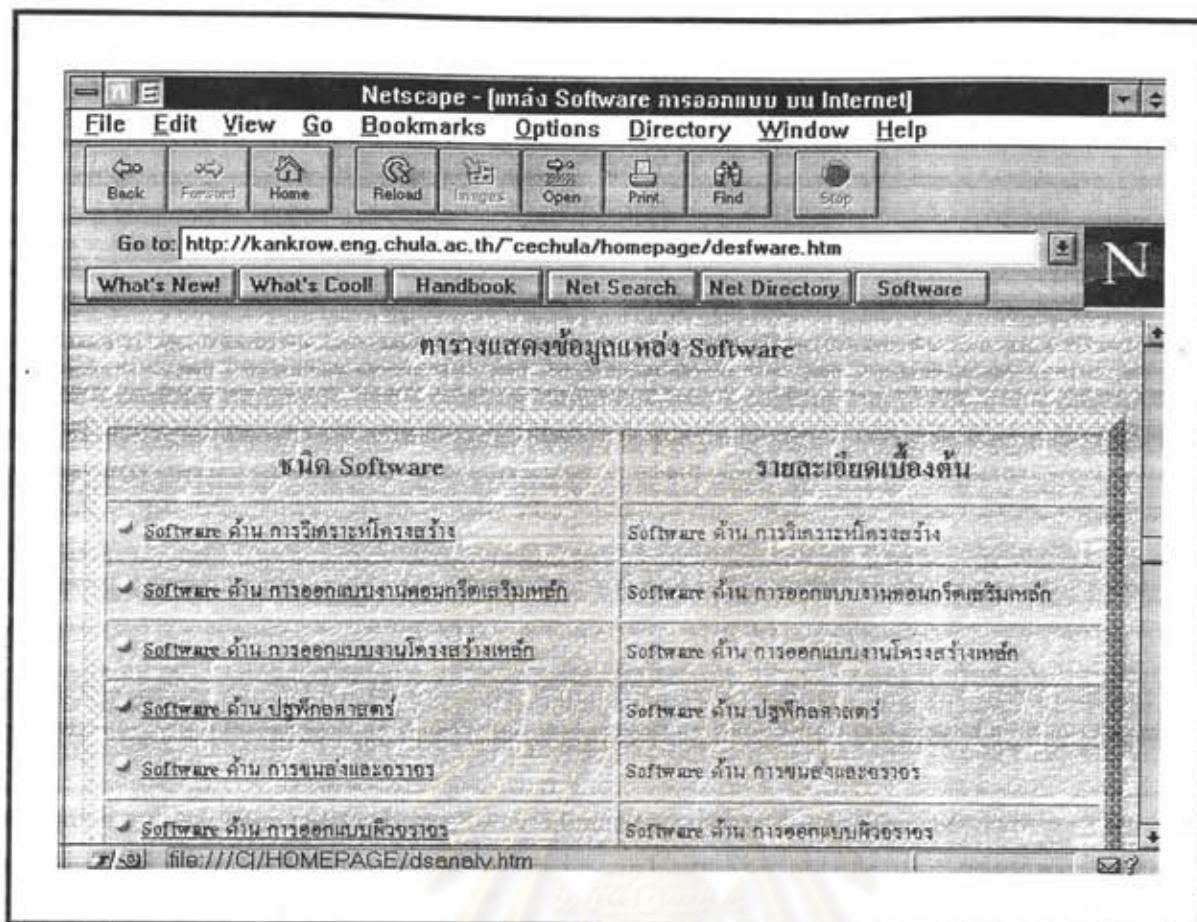 Netscape - [แหล่ง Software การออกแบบ บน Internet]
File Edit View Go Bookmarks Options Directory Window Help
Back Forward Home Reload Images Open Print Find Stop
Go to: http://kankrow.eng.chula.ac.th/~cechula/homepage/desfware.htm
What's New! What's Cool! Handbook Net Search Net Directory Software
N
ตารางแสดงข้อมูลแหล่ง Software
ชนิด Software รายละเอียดเบื้องต้น
Software ด้าน การวิเคราะห์โครงสร้าง Software ด้าน การวิเคราะห์โครงสร้าง
Software ด้าน การออกแบบงานคอนกรีตเสริมเหล็ก Software ด้าน การออกแบบงานคอนกรีตเสริมเหล็ก
Software ด้าน การออกแบบงานโครงสร้างเหล็ก Software ด้าน การออกแบบงานโครงสร้างเหล็ก
Software ด้าน ปฐพีกลศาสตร์ Software ด้าน ปฐพีกลศาสตร์
Software ด้าน การขนส่งและจราจร Software ด้าน การขนส่งและจราจร
Software ด้าน การออกแบบผิวจราจร Software ด้าน การออกแบบผิวจราจร
file:///C|/HOMEPAGE/dsanaly.htm